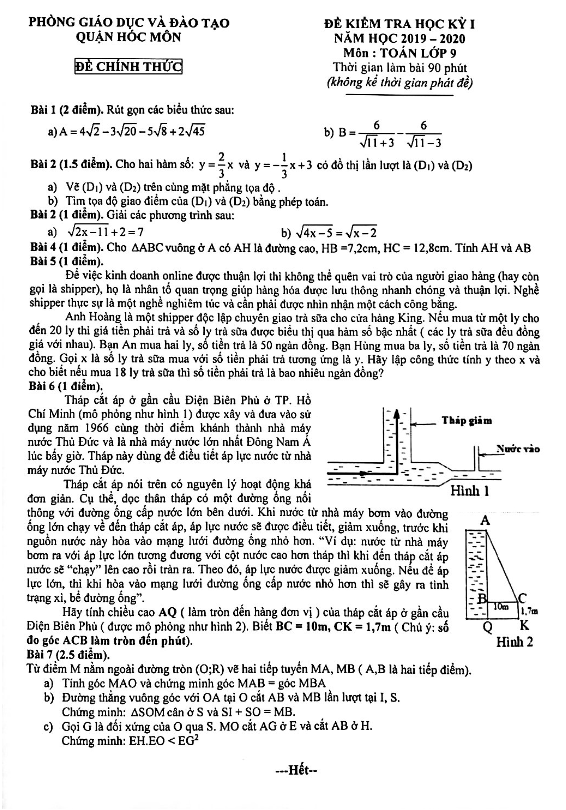 PHÒNG GIÁO DỤC VÀ ĐÀO TẠO
QUẬN HÓC MÔN
ĐỀ CHÍNH THỨC
ĐỀ KIỂM TRA HỌC KỲ I
NĂM HỌC 2019 – 2020
Môn : TOÁN LỚP 9
Thời gian làm bài 90 phút
(không kể thời gian phát đề)
Bài 1 (2 điểm). Rút gọn các biểu thức sau:
a) A = 4√2 − 3√20 − 5√8 + 2√45 b) B = 6/(√11+3) − 6/(√11−3)
Bài 2 (1.5 điểm). Cho hai hàm số: y = 2/3 x và y = −1/3 x + 3 có đồ thị lần lượt là (D1) và (D2)
a) Vẽ (D1) và (D2) trên cùng mặt phẳng tọa độ .
b) Tìm tọa độ giao điểm của (D1) và (D2) bằng phép toán.
Bài 2 (1 điểm). Giải các phương trình sau:
a) √(2x−11) + 2 = 7 b) √(4x−5) = √(x−2)
Bài 4 (1 điểm). Cho ΔABC vuông ở A có AH là đường cao, HB =7,2cm, HC = 12,8cm. Tính AH và AB
Bài 5 (1 điểm).
Để việc kinh doanh online được thuận lợi thì không thể quên vai trò của người giao hàng (hay còn
gọi là shipper), họ là nhân tố quan trọng giúp hàng hóa được lưu thông nhanh chóng và thuận lợi. Nghề
shipper thực sự là một nghề nghiêm túc và cần phải được nhìn nhận một cách công bằng.
Anh Hoàng là một shipper độc lập chuyên giao trà sữa cho cửa hàng King. Nếu mua từ một ly cho
đến 20 ly thì giá tiền phải trả và số ly trà sữa được biểu thị qua hàm số bậc nhất ( các ly trà sữa đều đồng
giá với nhau). Bạn An mua hai ly, số tiền trả là 50 ngàn đồng. Bạn Hùng mua ba ly, số tiền trả là 70 ngàn
đồng. Gọi x là số ly trà sữa mua với số tiền phải trả tương ứng là y. Hãy lập công thức tính y theo x và
cho biết nếu mua 18 ly trà sữa thì số tiền phải trả là bao nhiêu ngàn đồng?
Bài 6 (1 điểm).
Tháp cắt áp ở gần cầu Điện Biên Phủ ở TP. Hồ
Chí Minh (mô phỏng như hình 1) được xây và đưa vào sử
dụng năm 1966 cùng thời điểm khánh thành nhà máy
nước Thủ Đức và là nhà máy nước lớn nhất Đông Nam Á
lúc bấy giờ. Tháp này dùng để điều tiết áp lực nước từ nhà
máy nước Thủ Đức.
Tháp cắt áp nói trên có nguyên lý hoạt động khá
đơn giản. Cụ thể, dọc thân tháp có một đường ống nối
thông với đường ống cấp nước lớn bên dưới. Khi nước từ nhà máy bơm vào đường
ống lớn chạy về đến tháp cắt áp, áp lực nước sẽ được điều tiết, giảm xuống, trước khi
nguồn nước này hòa vào mạng lưới đường ống nhỏ hơn. “Ví dụ: nước từ nhà máy
bơm ra với áp lực lớn tương đương với cột nước cao hơn tháp thì khi đến tháp cắt áp
nước sẽ “chạy” lên cao rồi tràn ra. Theo đó, áp lực nước được giảm xuống. Nếu để áp
lực lớn, thì khi hòa vào mạng lưới đường ống cấp nước nhỏ hơn thì sẽ gây ra tình
trạng xì, bể đường ống”.
Hãy tính chiều cao AQ ( làm tròn đến hàng đơn vị ) của tháp cắt áp ở gần cầu
Điện Biên Phủ ( được mô phỏng như hình 2). Biết BC = 10m, CK = 1,7m ( Chú ý: số
đo góc ACB làm tròn đến phút).
Tháp giảm
Nước vào
Hình 1
A
B
C
10m
1,7m
Q
K
Hình 2
Bài 7 (2.5 điểm).
Từ điểm M nằm ngoài đường tròn (O;R) vẽ hai tiếp tuyến MA, MB ( A,B là hai tiếp điểm).
a) Tính góc MAO và chứng minh góc MAB = góc MBA
b) Đường thẳng vuông góc với OA tại O cắt AB và MB lần lượt tại I, S.
Chứng minh: ΔSOM cân ở S và SI + SO = MB.
c) Gọi G là đối xứng của O qua S. MO cắt AG ở E và cắt AB ở H.
Chứng minh: EH.EO < EG²
---Hết--